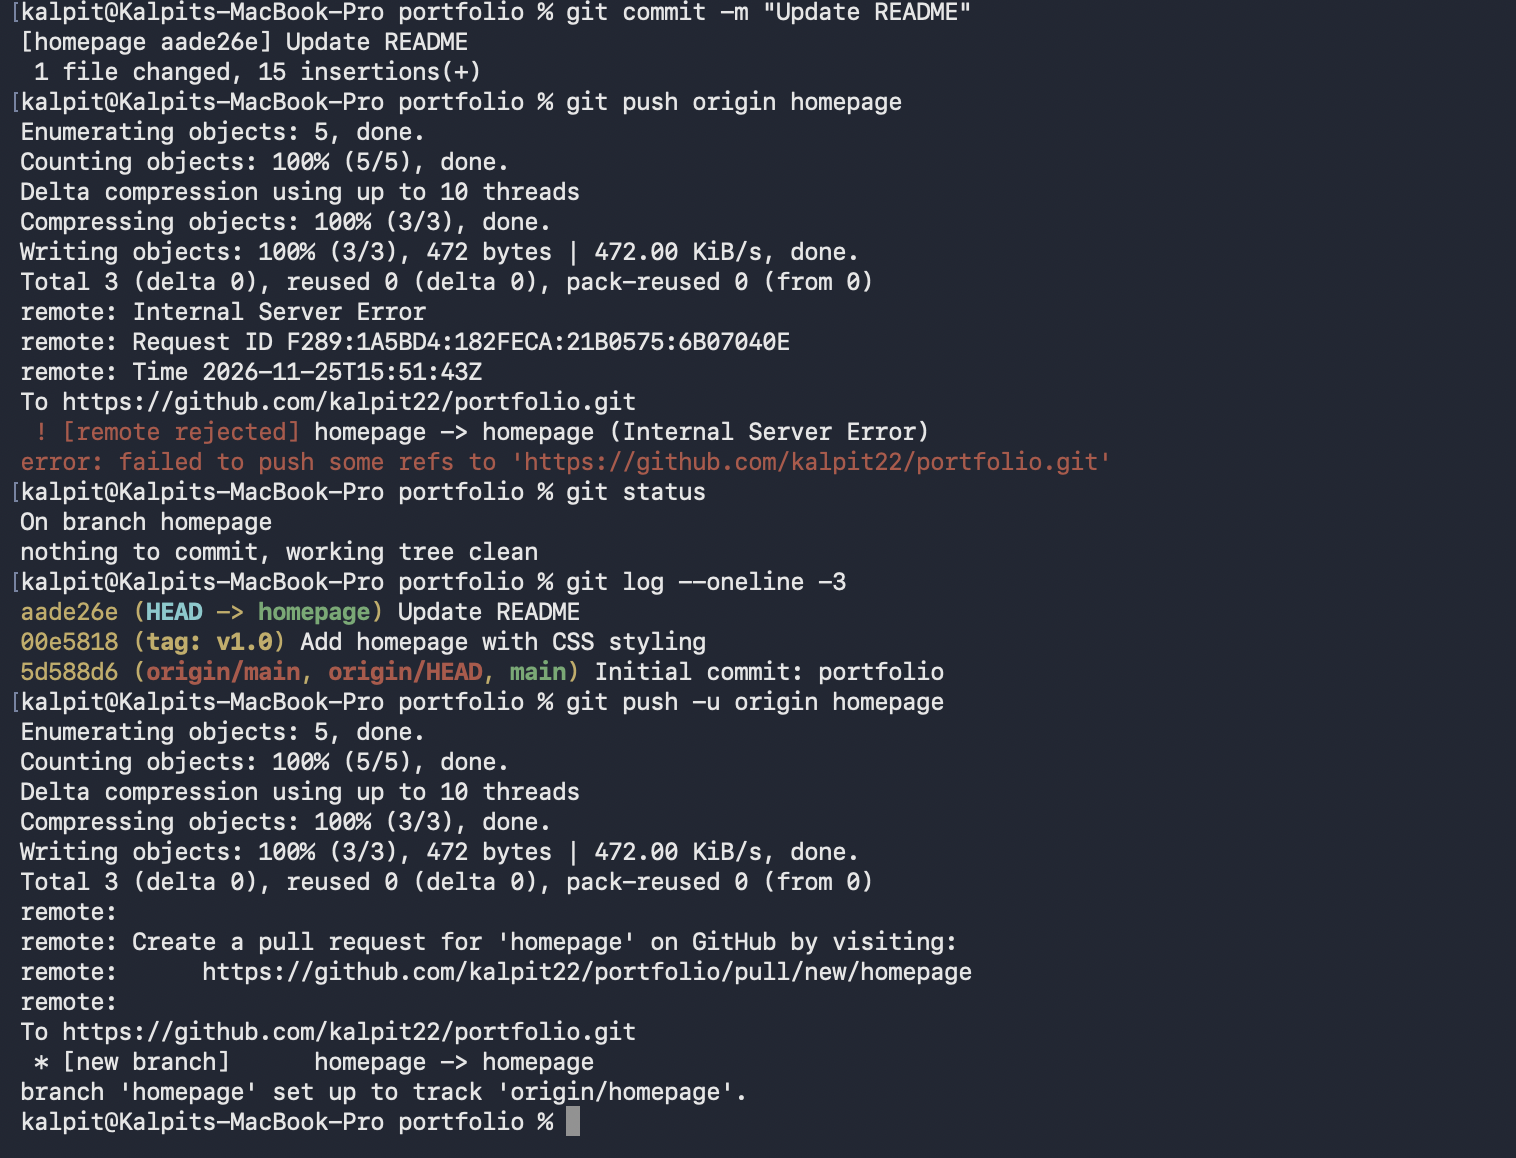 [kalpit@Kalpits-MacBook-Pro portfolio % git commit -m "Update README"
[homepage aade26e] Update README
 1 file changed, 15 insertions(+)
[kalpit@Kalpits-MacBook-Pro portfolio % git push origin homepage
Enumerating objects: 5, done.
Counting objects: 100% (5/5), done.
Delta compression using up to 10 threads
Compressing objects: 100% (3/3), done.
Writing objects: 100% (3/3), 472 bytes | 472.00 KiB/s, done.
Total 3 (delta 0), reused 0 (delta 0), pack-reused 0 (from 0)
remote: Internal Server Error
remote: Request ID F289:1A5BD4:182FECA:21B0575:6B07040E
remote: Time 2026-11-25T15:51:43Z
To https://github.com/kalpit22/portfolio.git
 ! [remote rejected] homepage -> homepage (Internal Server Error)
error: failed to push some refs to 'https://github.com/kalpit22/portfolio.git'
[kalpit@Kalpits-MacBook-Pro portfolio % git status
On branch homepage
nothing to commit, working tree clean
[kalpit@Kalpits-MacBook-Pro portfolio % git log --oneline -3
aade26e (HEAD -> homepage) Update README
00e5818 (tag: v1.0) Add homepage with CSS styling
5d588d6 (origin/main, origin/HEAD, main) Initial commit: portfolio
[kalpit@Kalpits-MacBook-Pro portfolio % git push -u origin homepage
Enumerating objects: 5, done.
Counting objects: 100% (5/5), done.
Delta compression using up to 10 threads
Compressing objects: 100% (3/3), done.
Writing objects: 100% (3/3), 472 bytes | 472.00 KiB/s, done.
Total 3 (delta 0), reused 0 (delta 0), pack-reused 0 (from 0)
remote:
remote: Create a pull request for 'homepage' on GitHub by visiting:
remote:      https://github.com/kalpit22/portfolio/pull/new/homepage
remote:
To https://github.com/kalpit22/portfolio.git
 * [new branch]      homepage -> homepage
branch 'homepage' set up to track 'origin/homepage'.
kalpit@Kalpits-MacBook-Pro portfolio %